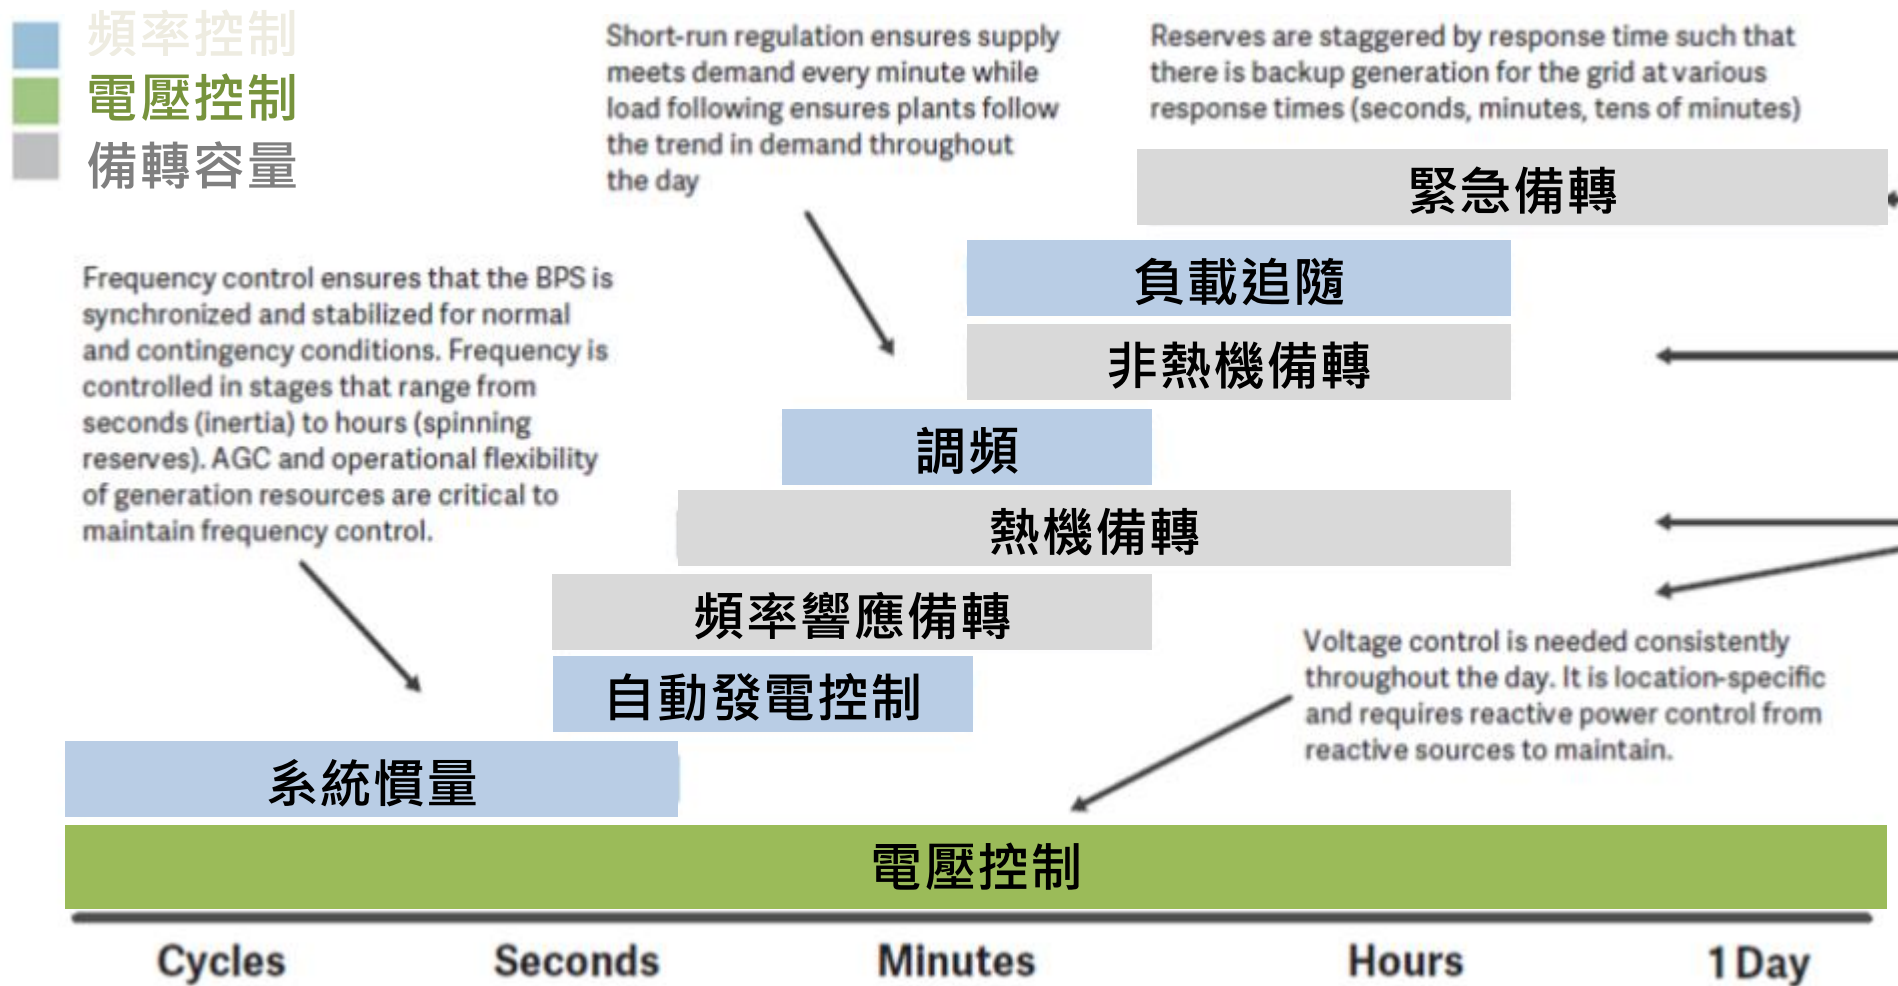 頻率控制
電壓控制
備轉容量
Short-run regulation ensures supply
meets demand every minute while
load following ensures plants follow
the trend in demand throughout
the day
Reserves are staggered by response time such that
there is backup generation for the grid at various
response times (seconds, minutes, tens of minutes)
緊急備轉
Frequency control ensures that the BPS is
synchronized and stabilized for normal
and contingency conditions. Frequency is
controlled in stages that range from
seconds (inertia) to hours (spinning
reserves). AGC and operational flexibility
of generation resources are critical to
maintain frequency control.
負載追隨
非熱機備轉
調頻
熱機備轉
頻率響應備轉
自動發電控制
Voltage control is needed consistently
throughout the day. It is location-specific
and requires reactive power control from
reactive sources to maintain.
系統慣量
電壓控制
Cycles
Seconds
Minutes
Hours
1 Day